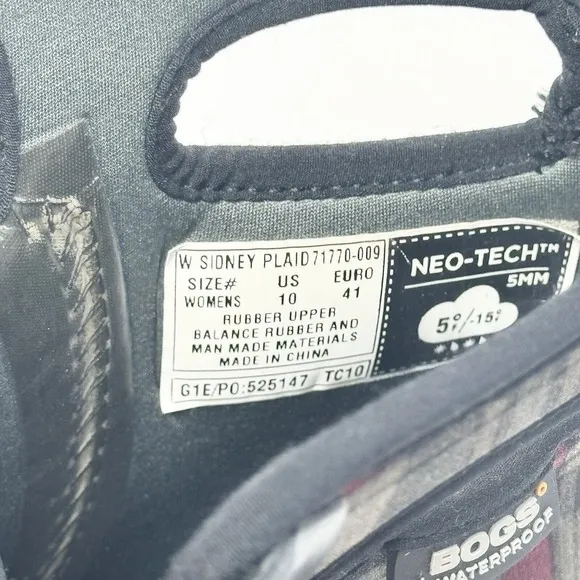 W SIDNEY PLAID71770-009
SIZE# US EURO
WOMENS 10 41
RUBBER UPPER
BALANCE RUBBER AND
MAN MADE MATERIALS
MADE IN CHINA
G1E/PO:525147 TC10
NEO-TECH™
5MM
5°F/-15°C
BOGS
WATERPROOF